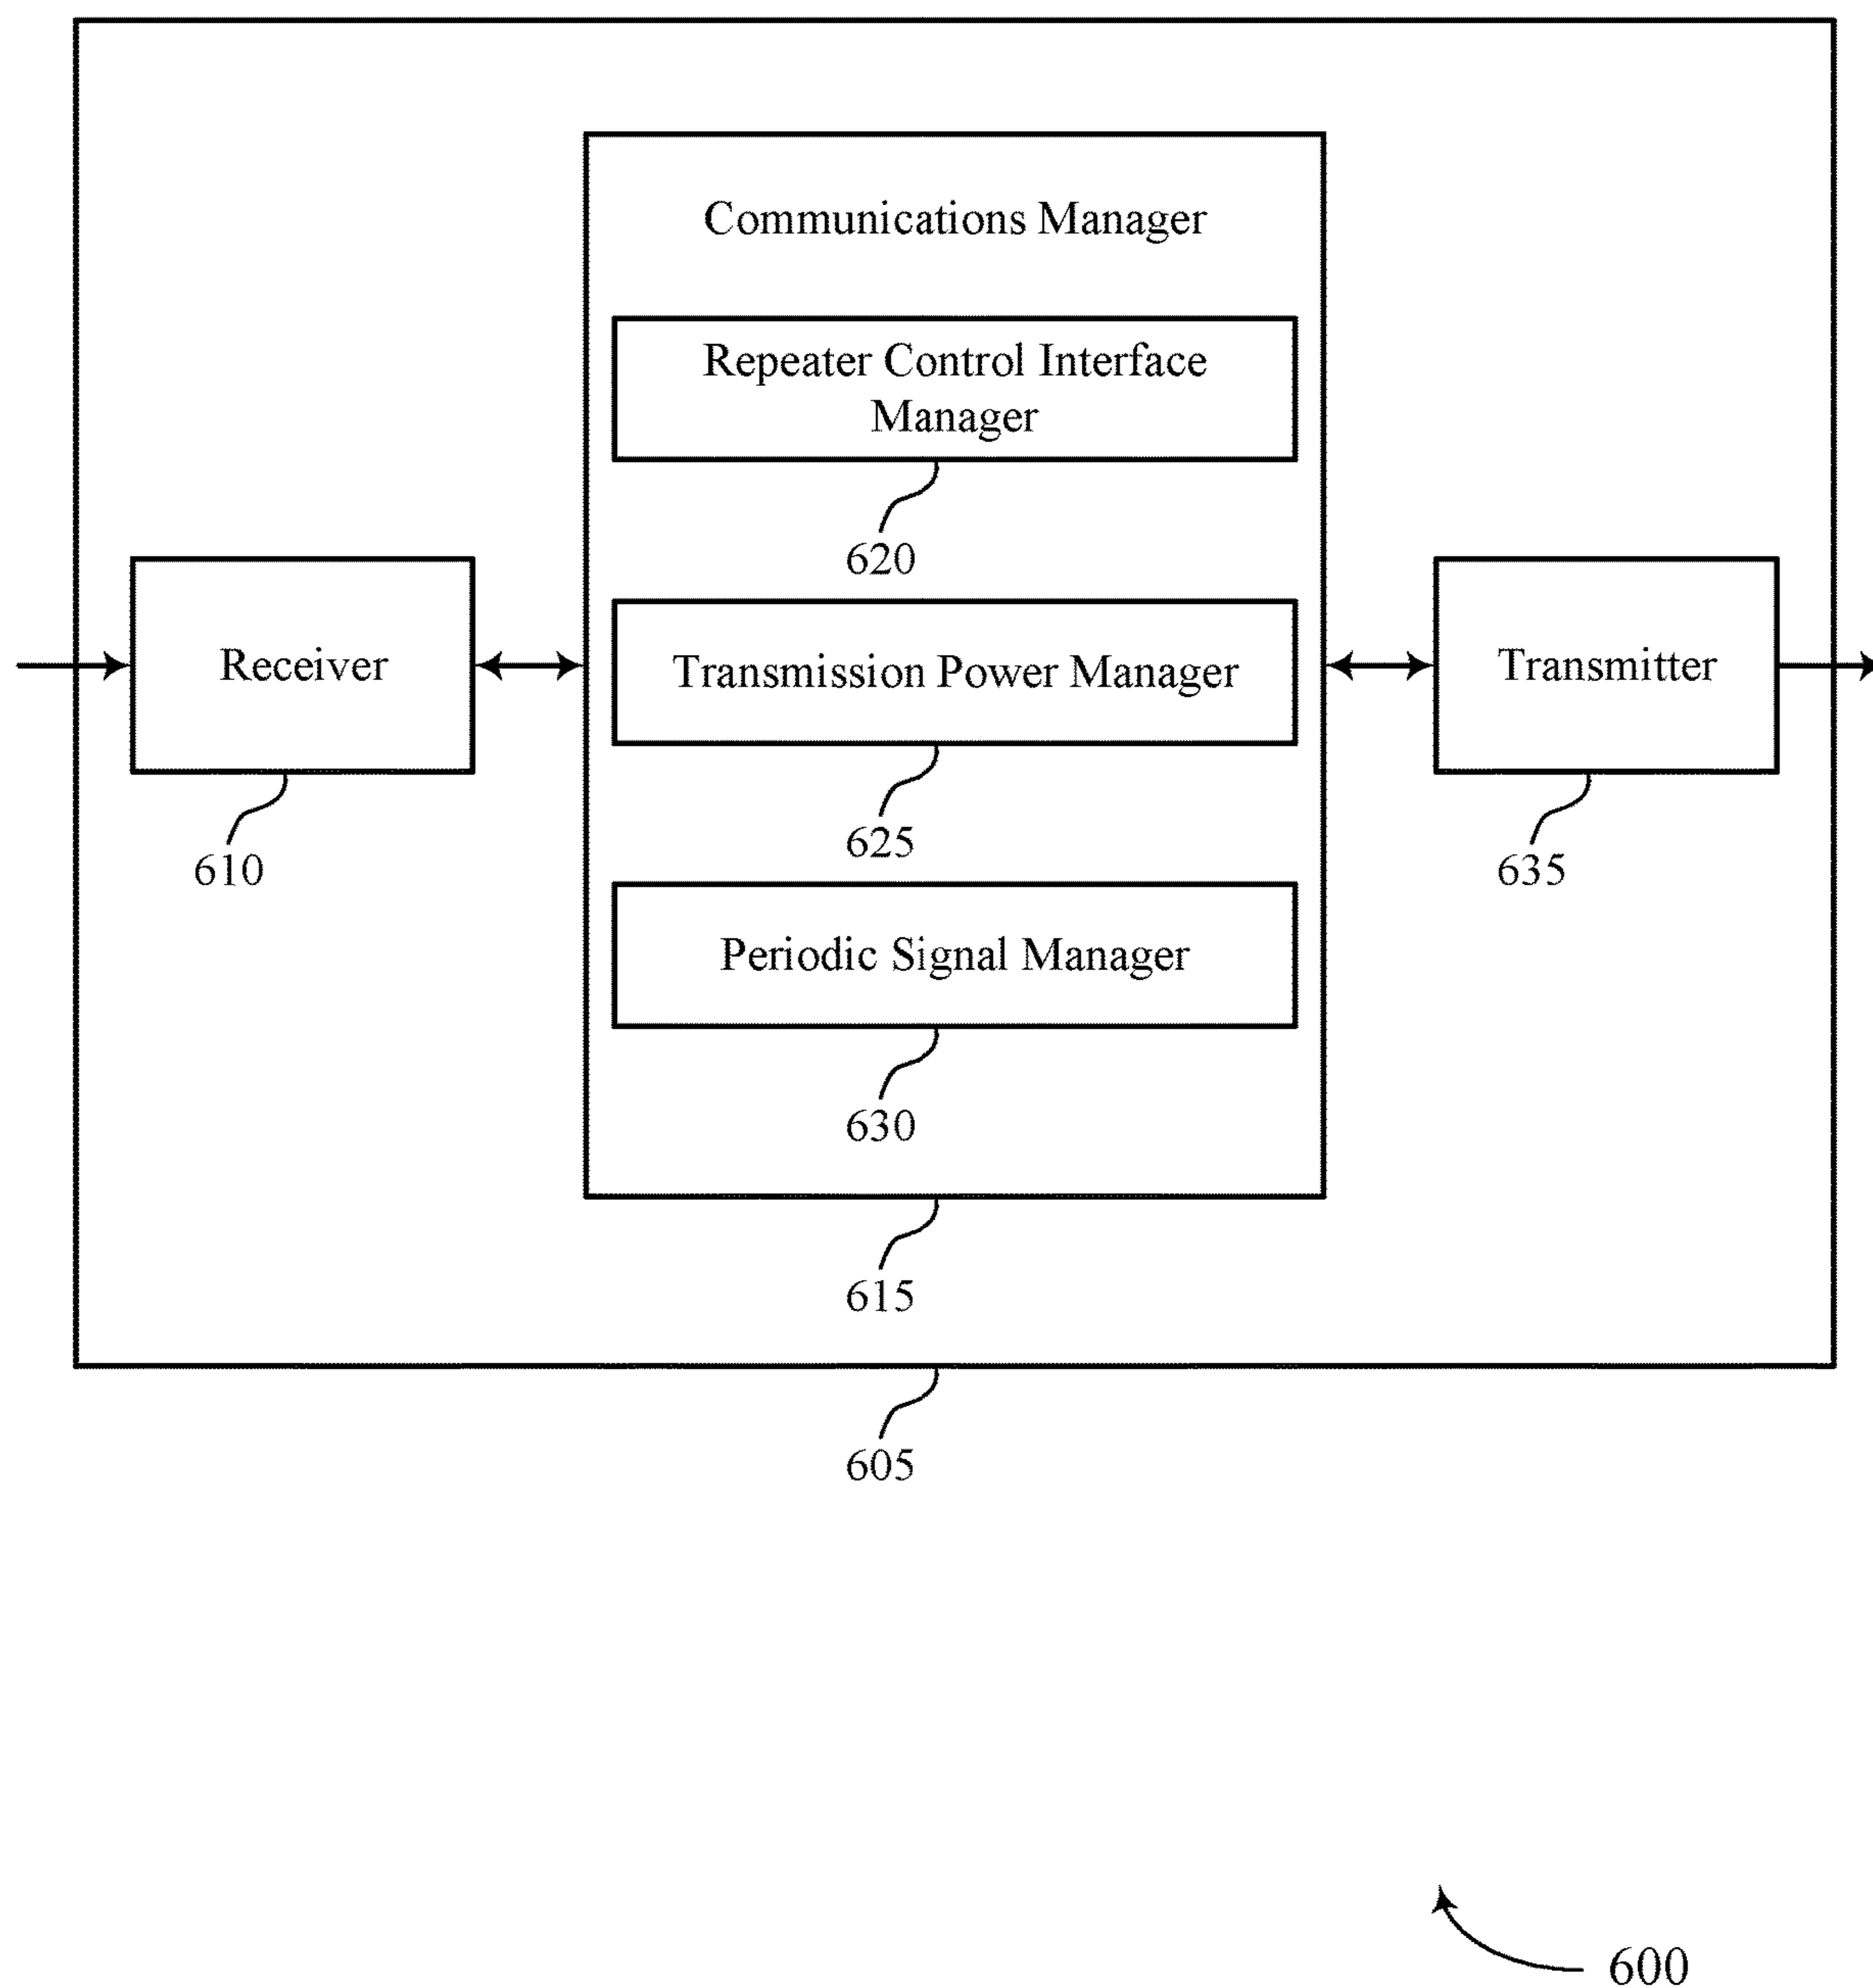 Communications Manager
Repeater Control Interface
Manager
620
Receiver
610
Transmission Power Manager
625
Transmitter
635
Periodic Signal Manager
630
615
605
600